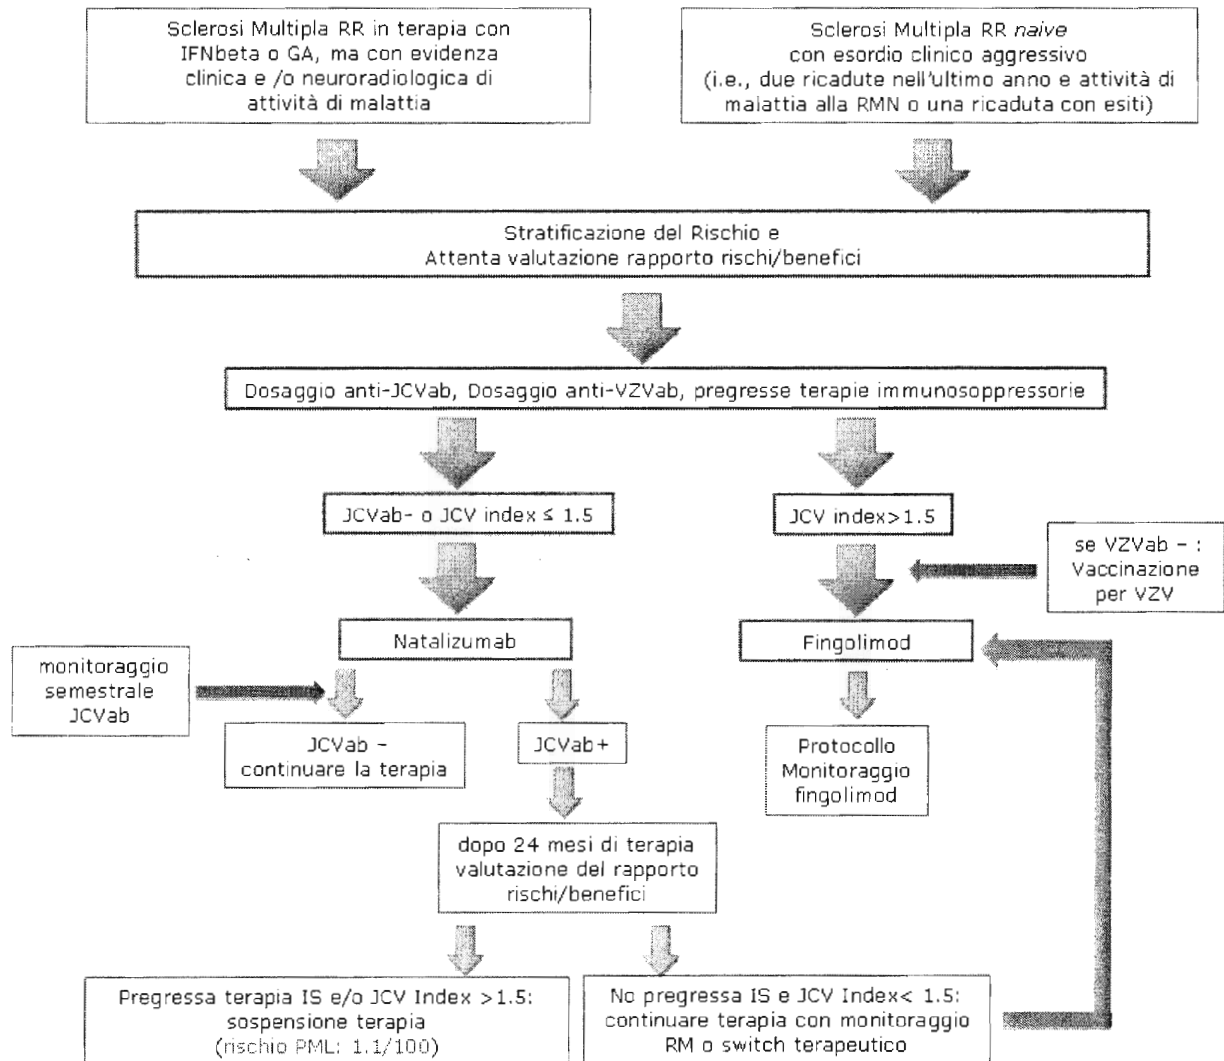 Sclerosi Multipla RR in terapia con
IFNbeta o GA, ma con evidenza
clinica e /o neuroradiologica di
attività di malattia
Sclerosi Multipla RR naive
con esordio clinico aggressivo
(i.e., due ricadute nell'ultimo anno e attività di
malattia alla RMN o una ricaduta con esiti)
Stratificazione del Rischio e
Attenta valutazione rapporto rischi/benefici
Dosaggio anti-JCVab, Dosaggio anti-VZVab, pregresse terapie immunosoppressorie
JCVab- o JCV index ≤ 1.5
JCV index>1.5
se VZVab - :
Vaccinazione
per VZV
Natalizumab
Fingolimod
monitoraggio
semestrale
JCVab
JCVab -
continuare la terapia
JCVab+
Protocollo
Monitoraggio
fingolimod
dopo 24 mesi di terapia
valutazione del rapporto
rischi/benefici
Pregressa terapia IS e/o JCV Index >1.5:
sospensione terapia
(rischio PML: 1.1/100)
No pregressa IS e JCV Index< 1.5:
continuare terapia con monitoraggio
RM o switch terapeutico